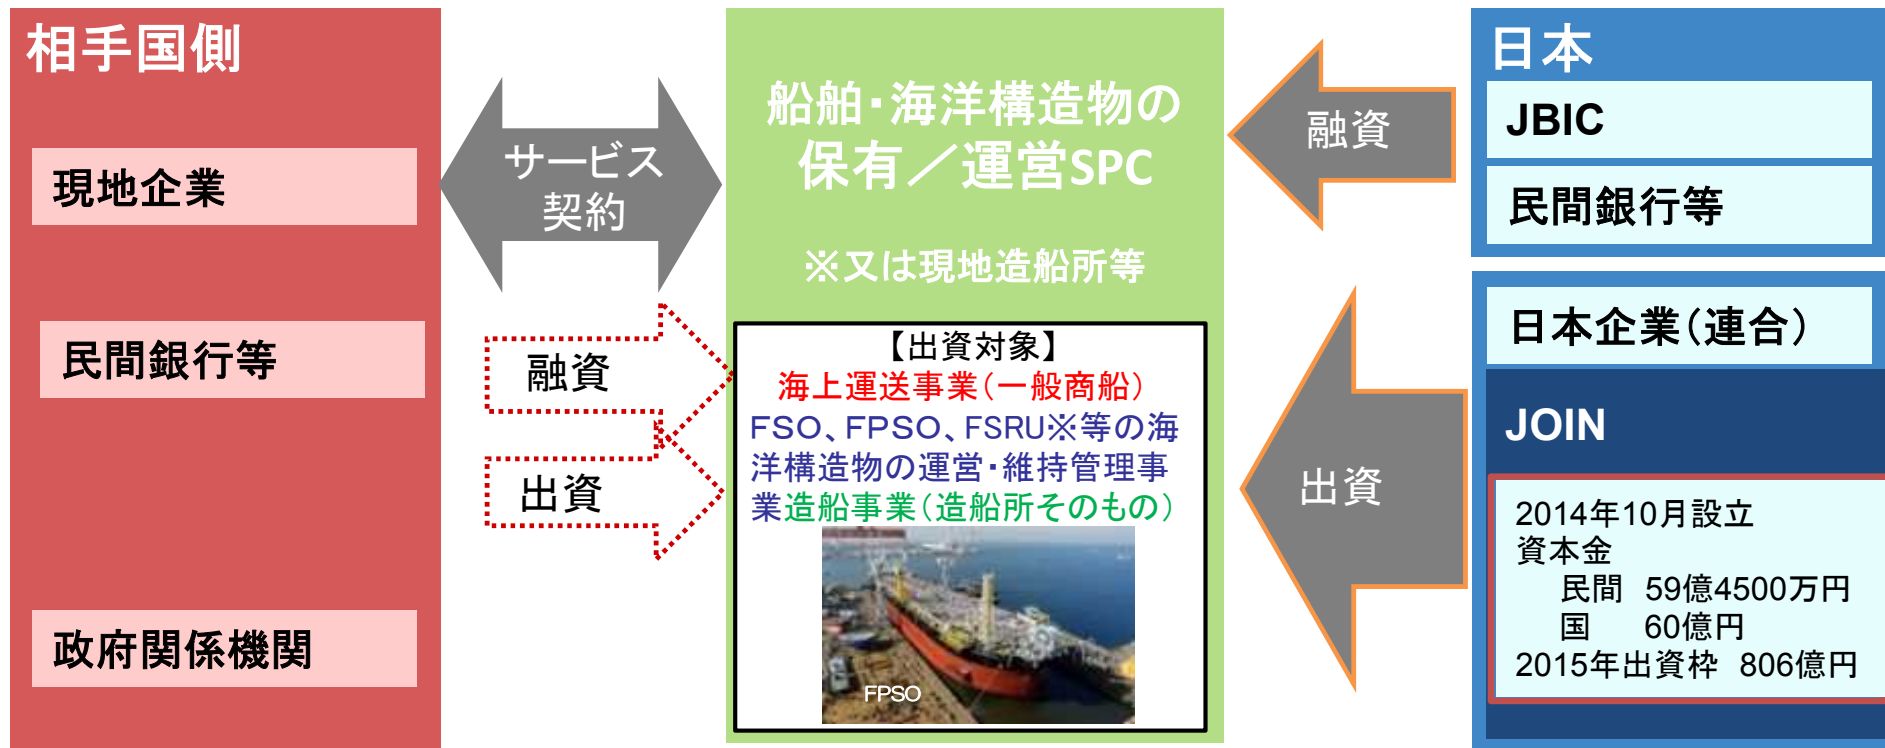 相手国側
現地企業
民間銀行等
政府関係機関
サービス
契約
融資
出資
船舶・海洋構造物の
保有／運営SPC
※又は現地造船所等
【出資対象】
海上運送事業（一般商船）
FSO、FPSO、FSRU※等の海
洋構造物の運営・維持管理事
業造船事業（造船所そのもの）
FPSO
融資
出資
日本
JBIC
民間銀行等
日本企業（連合）
JOIN
2014年10月設立
資本金
民間　59億4500万円
国　　60億円
2015年出資枠　806億円